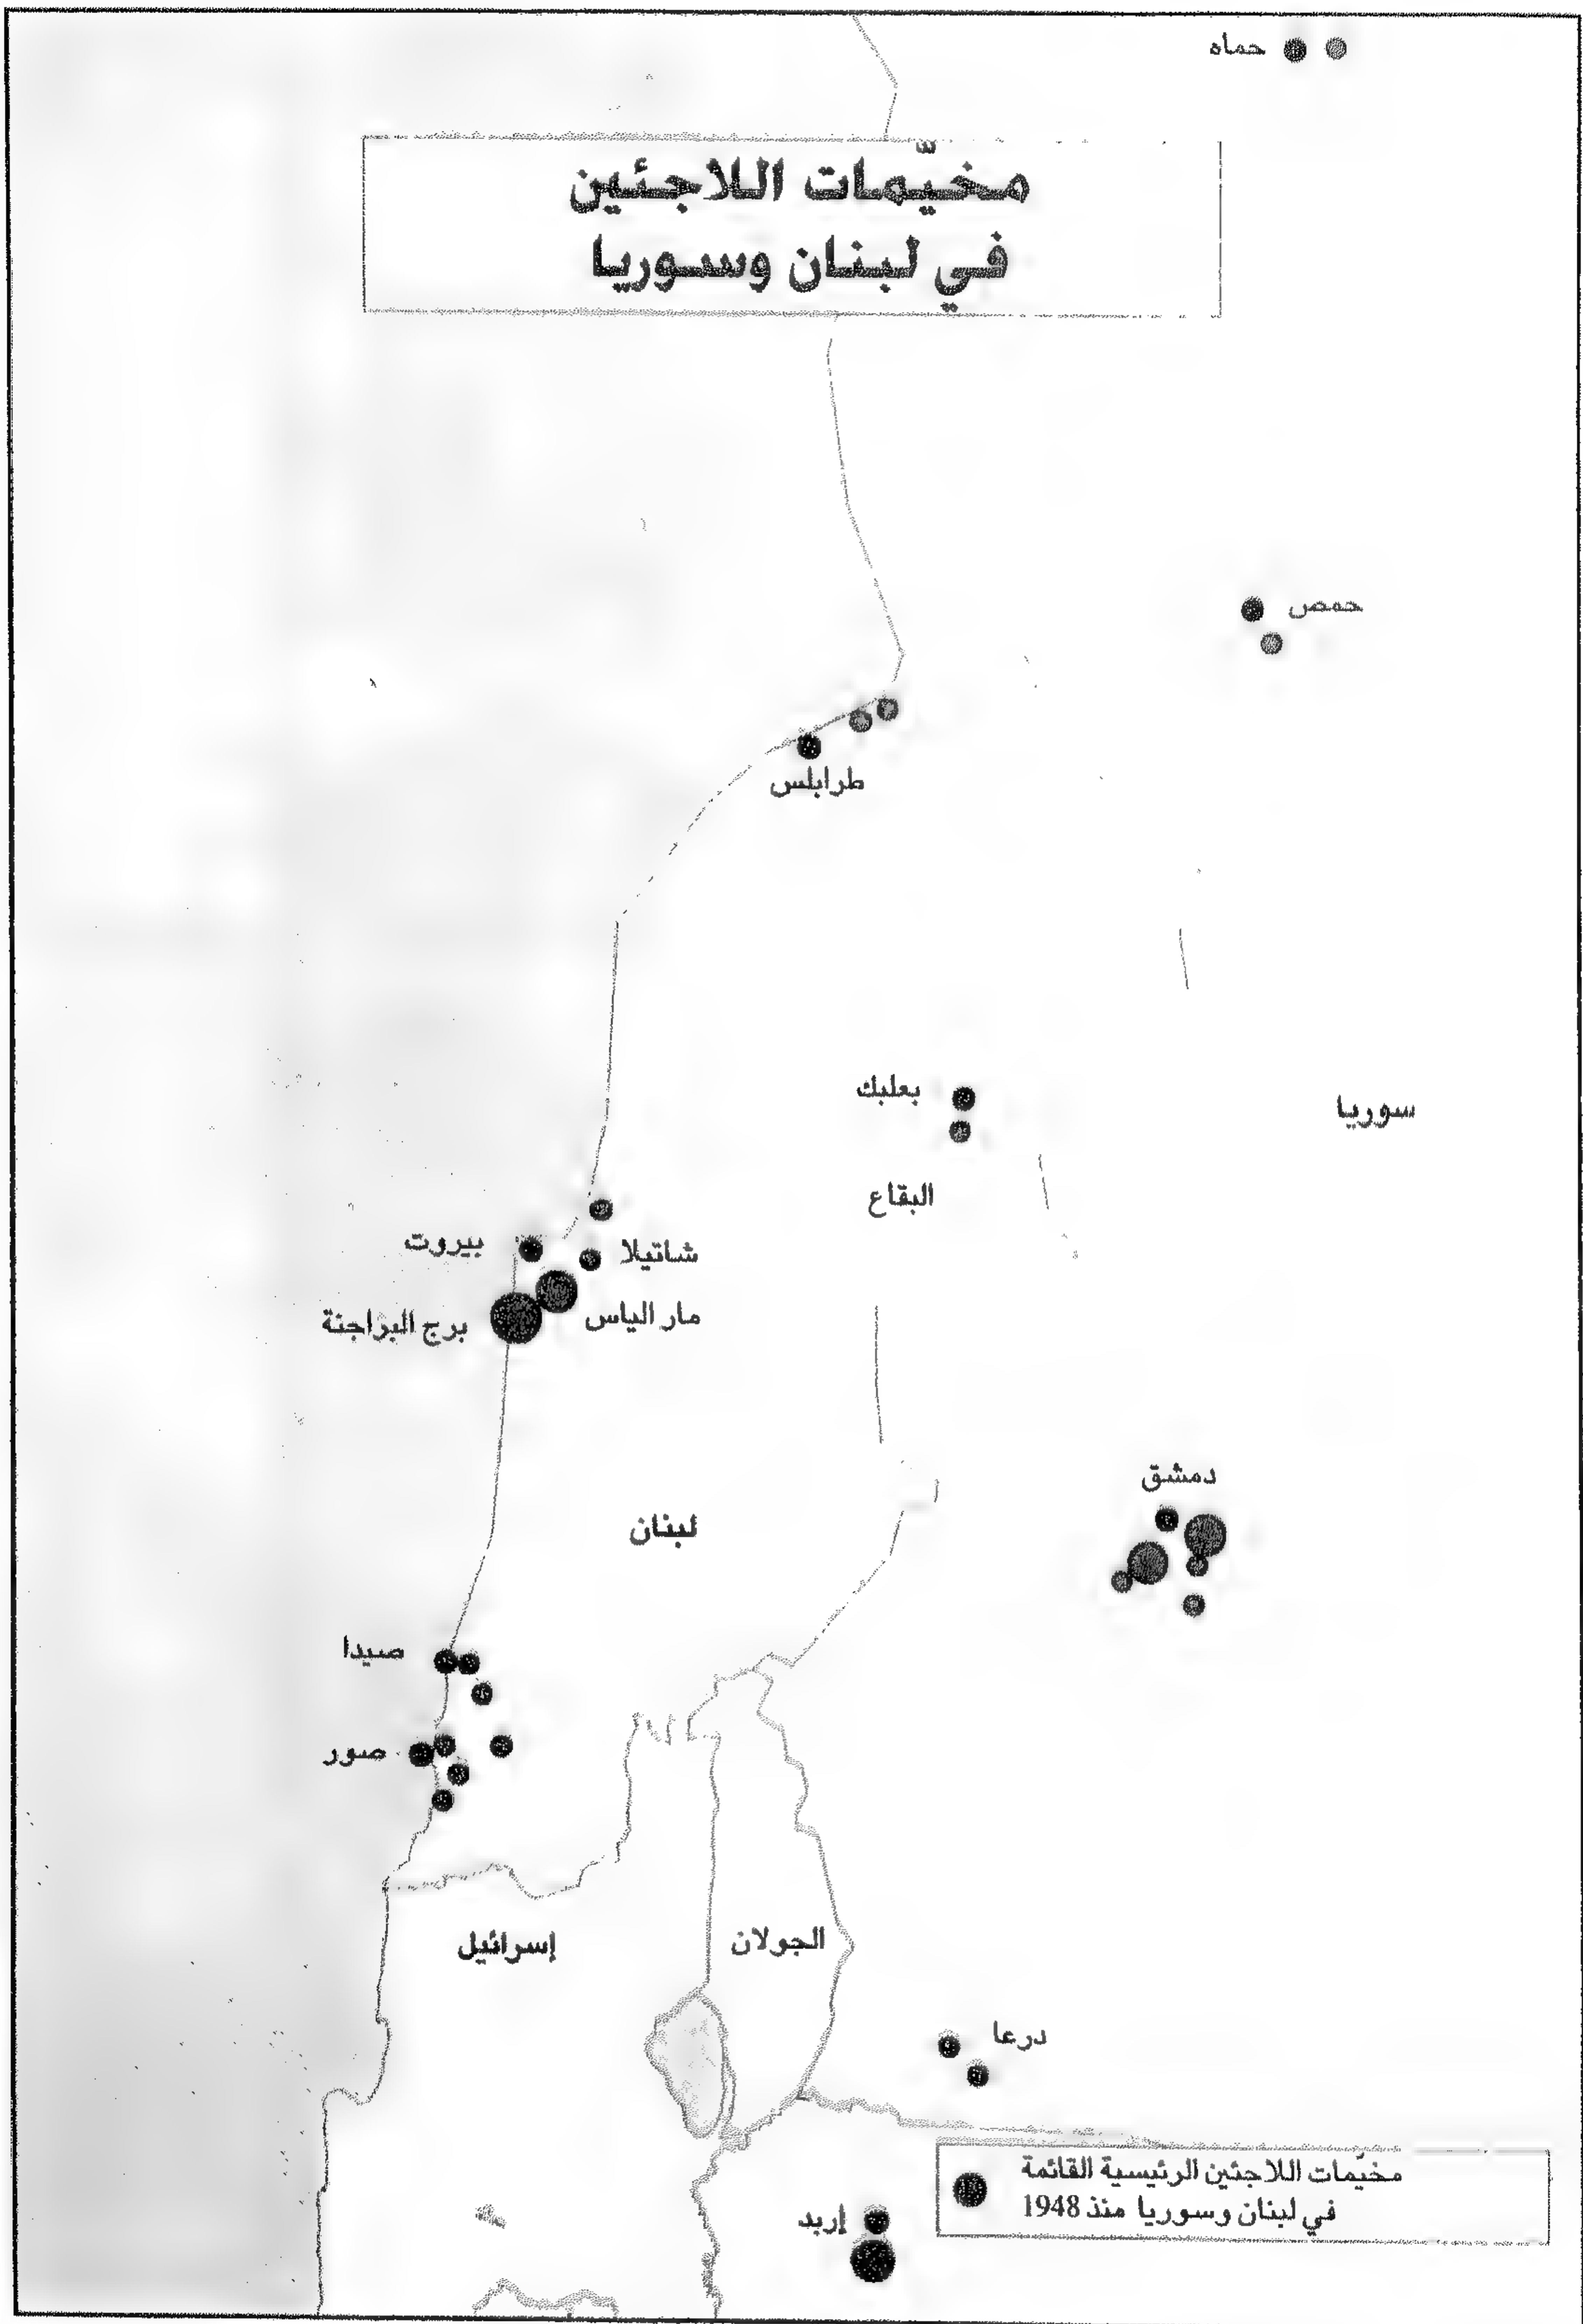 حماه
مخيّمات اللاجئين
في لبنان وسوريا
حمص
طرابلس
بعلبك
سوريا
البقاع
بيروت
شاتيلا
مار الياس
برج البراجنة
دمشق
لبنان
صيدا
صور
الجولان
إسرائيل
درعا
مخيّمات اللاجئين الرئيسية القائمة
في لبنان وسوريا منذ 1948
إربد